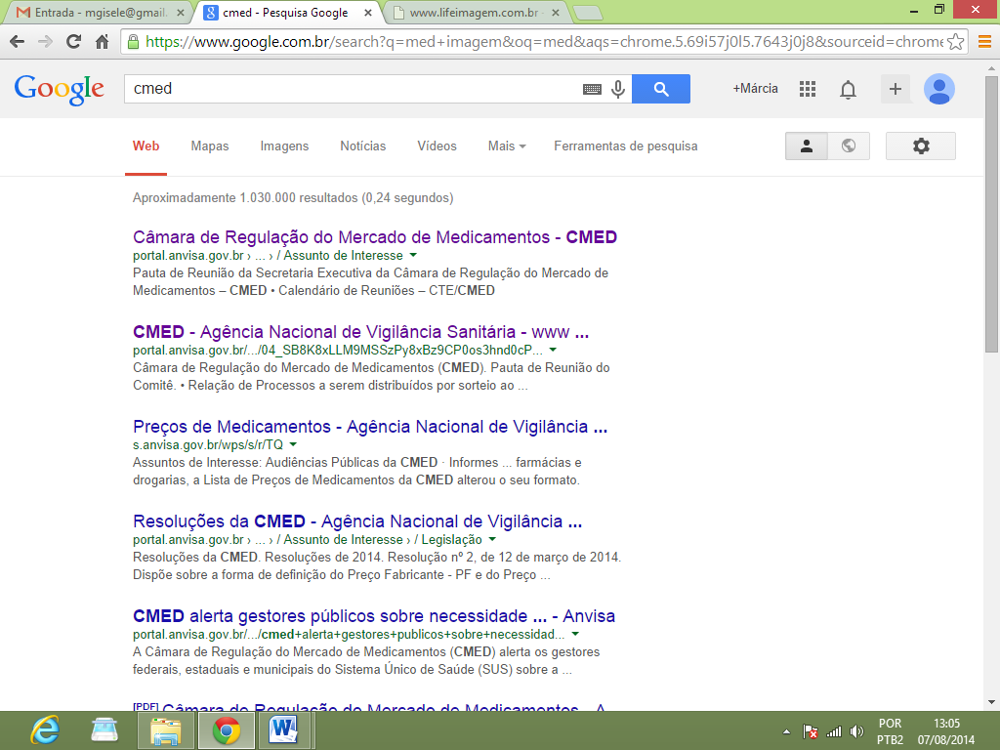 Entrada - mgisele@gmail.
cmed - Pesquisa Google
www.lifeimagem.com.br -
https://www.google.com.br/search?q=med+imagem&oq=med&aqs=chrome.5.69i57j0l5.7643j0j8&sourceid=chrome
Google
cmed
+Márcia
Web Mapas Imagens Notícias Vídeos Mais Ferramentas de pesquisa
Aproximadamente 1.030.000 resultados (0,24 segundos)
Câmara de Regulação do Mercado de Medicamentos - CMED
portal.anvisa.gov.br › ... › / Assunto de Interesse
Pauta de Reunião da Secretaria Executiva da Câmara de Regulação do Mercado de
Medicamentos – CMED • Calendário de Reuniões – CTE/CMED
CMED - Agência Nacional de Vigilância Sanitária - www ...
portal.anvisa.gov.br/.../04_SB8K8xLLM9MSSzPy8xBz9CP0os3hnd0cP...
Câmara de Regulação do Mercado de Medicamentos (CMED). Pauta de Reunião do
Comitê. • Relação de Processos a serem distribuídos por sorteio ao ...
Preços de Medicamentos - Agência Nacional de Vigilância ...
s.anvisa.gov.br/wps/s/r/TQ
Assuntos de Interesse: Audiências Públicas da CMED · Informes ... farmácias e
drogarias, a Lista de Preços de Medicamentos da CMED alterou o seu formato.
Resoluções da CMED - Agência Nacional de Vigilância ...
portal.anvisa.gov.br › ... › / Assunto de Interesse › / Legislação
Resoluções da CMED. Resoluções de 2014. Resolução nº 2, de 12 de março de 2014.
Dispõe sobre a forma de definição do Preço Fabricante - PF e do Preço ...
CMED alerta gestores públicos sobre necessidade ... - Anvisa
portal.anvisa.gov.br/.../cmed+alerta+gestores+publicos+sobre+necessidad...
A Câmara de Regulação do Mercado de Medicamentos (CMED) alerta os gestores
federais, estaduais e municipais do Sistema Único de Saúde (SUS) sobre a ...
[PDF] Câmara de Regulação do Mercado de Medicamentos - A
POR
PTB2
13:05
07/08/2014